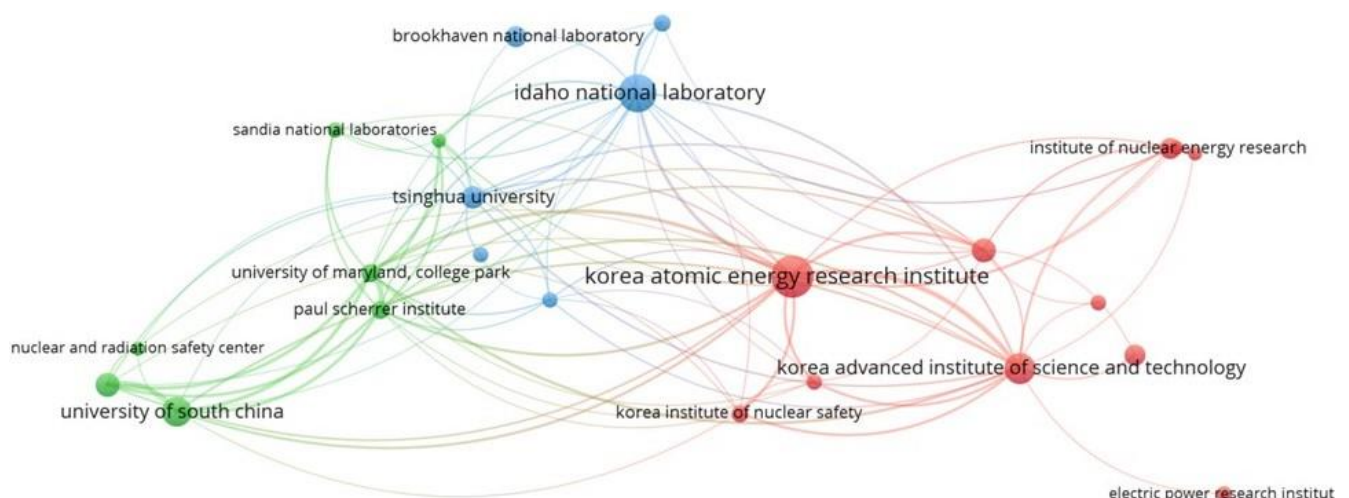 brookhaven national laboratory
idaho national laboratory
sandia national laboratories
institute of nuclear energy research
tsinghua university
university of maryland, college park
korea atomic energy research institute
paul scherrer institute
nuclear and radiation safety center
korea advanced institute of science and technology
university of south china
korea institute of nuclear safety
electric power research institut